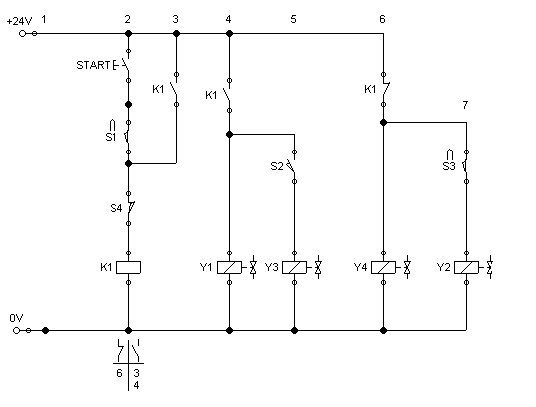 +24V 1 2 3 4 5 6
START
K1 K1 K1
7
S1 S2 S3
S4
K1 Y1 Y3 Y4 Y2
0V
6 3
4